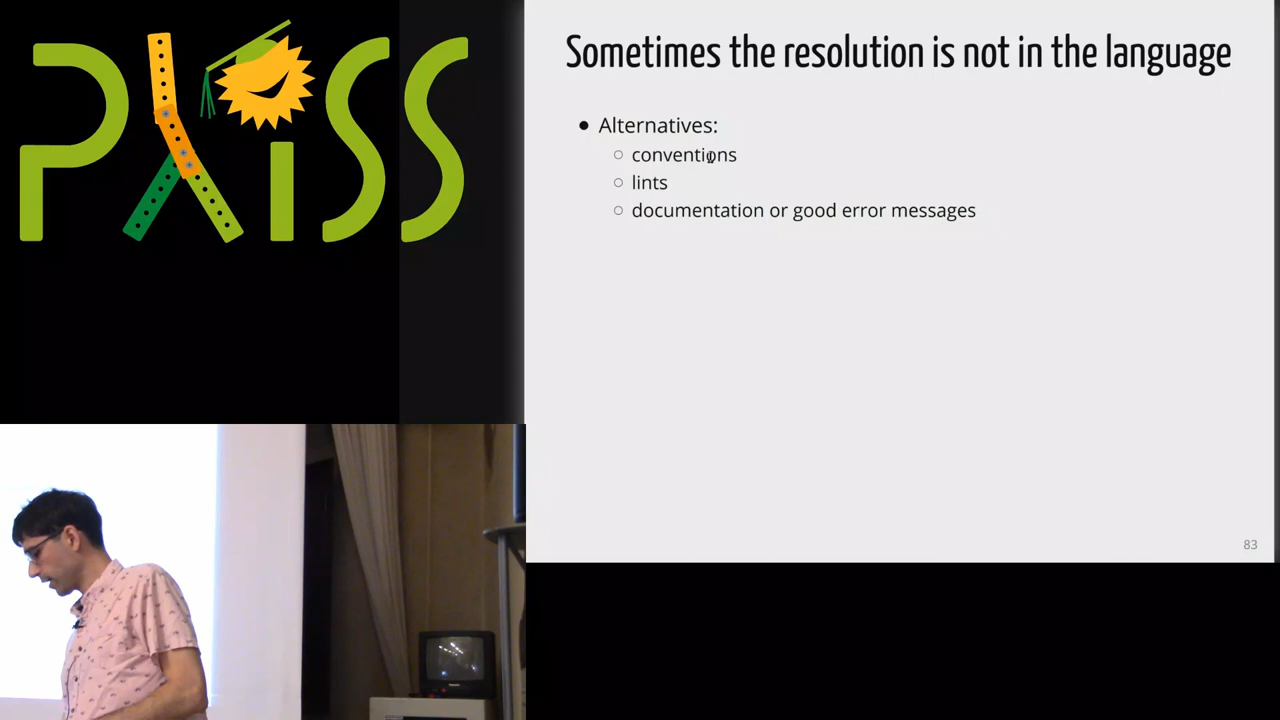 PLISS
Sometimes the resolution is not in the language
● Alternatives:
○ conventions
○ lints
○ documentation or good error messages
83